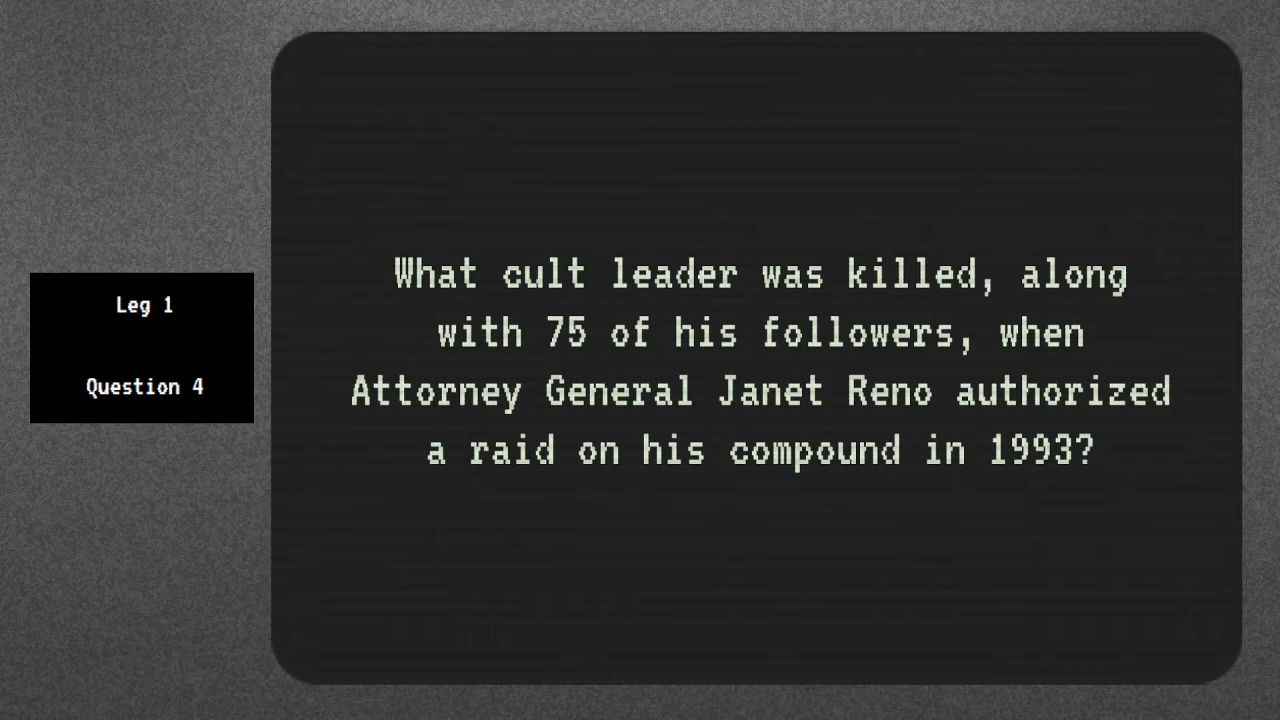 Leg 1
Question 4
What cult leader was killed, along
with 75 of his followers, when
Attorney General Janet Reno authorized
a raid on his compound in 1993?